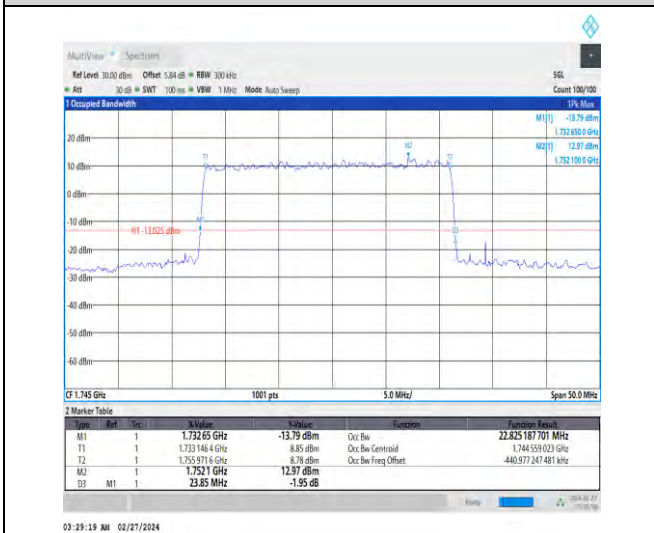 MultiView Spectrum
Ref Level 30.00 dBm Offset 5.84 dB RBW 300 kHz SGL
Att 30 dB SWT 100 ms VBW 1 MHz Mode Auto Sweep Count 100/100
1 Occupied Bandwidth 1Pk Max
M1[1] -13.79 dBm
1.732 650 0 GHz
M2[1] 12.97 dBm
1.752 100 0 GHz
20 dBm
M2
T1 T2
10 dBm
0 dBm
-10 dBm
M1
H1 -13.025 dBm
-20 dBm
-30 dBm
-40 dBm
-50 dBm
-60 dBm
CF 1.745 GHz 1001 pts 5.0 MHz/ Span 50.0 MHz
2 Marker Table
Type Ref Trc X-Value Y-Value Function Function Result
M1 1 1.73265 GHz -13.79 dBm Occ Bw 22.825 187 701 MHz
T1 1 1.733 146 4 GHz 8.85 dBm Occ Bw Centroid 1.744 559 023 GHz
T2 1 1.755 971 6 GHz 8.78 dBm Occ Bw Freq Offset -440.977 247 481 kHz
M2 1 1.7521 GHz 12.97 dBm
D3 M1 1 23.85 MHz -1.95 dB
Ready
03:29:19 AM 02/27/2024